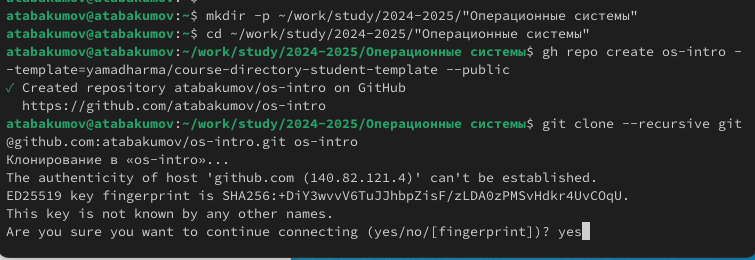 atabakumov@atabakumov:~$ mkdir -p ~/work/study/2024-2025/"Операционные системы"
atabakumov@atabakumov:~$ cd ~/work/study/2024-2025/"Операционные системы"
atabakumov@atabakumov:~/work/study/2024-2025/Операционные системы$ gh repo create os-intro -
-template=yamadharma/course-directory-student-template --public
✓ Created repository atabakumov/os-intro on GitHub
  https://github.com/atabakumov/os-intro
atabakumov@atabakumov:~/work/study/2024-2025/Операционные системы$ git clone --recursive git
@github.com:atabakumov/os-intro.git os-intro
Клонирование в «os-intro»...
The authenticity of host 'github.com (140.82.121.4)' can't be established.
ED25519 key fingerprint is SHA256:+DiY3wvvV6TuJJhbpZisF/zLDA0zPMSvHdkr4UvCOqU.
This key is not known by any other names.
Are you sure you want to continue connecting (yes/no/[fingerprint])? yes